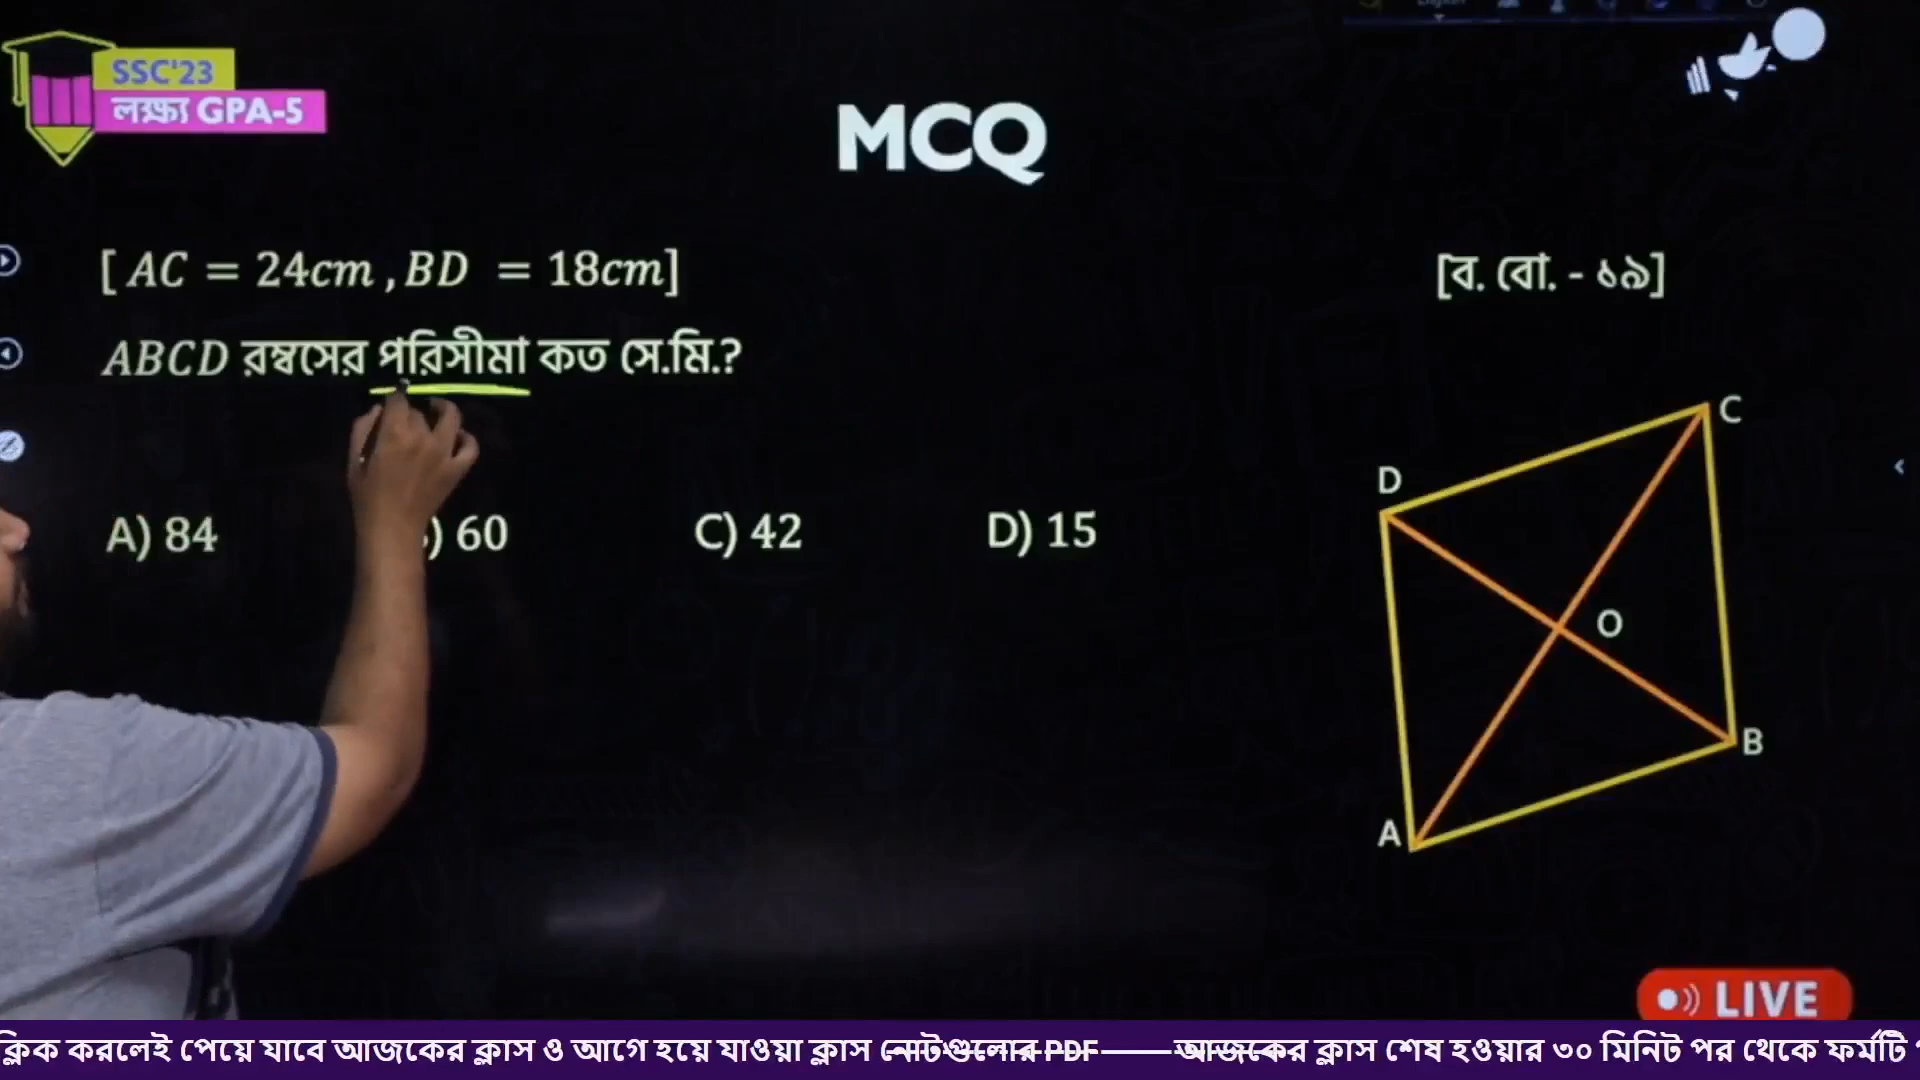 SSC'23
লক্ষ্য GPA-5
MCQ
[ AC = 24cm , BD = 18cm]
[ব. বো. - ১৯]
ABCD রম্বসের পরিসীমা কত সে.মি.?
A) 84
) 60
C) 42
D) 15
C
D
O
B
A
LIVE
ক্লিক করলেই পেয়ে যাবে আজকের ক্লাস ও আগে হয়ে যাওয়া ক্লাস নোটগুলোর PDF আজকের ক্লাস শেষ হওয়ার ৩০ মিনিট পর থেকে ফর্মটি